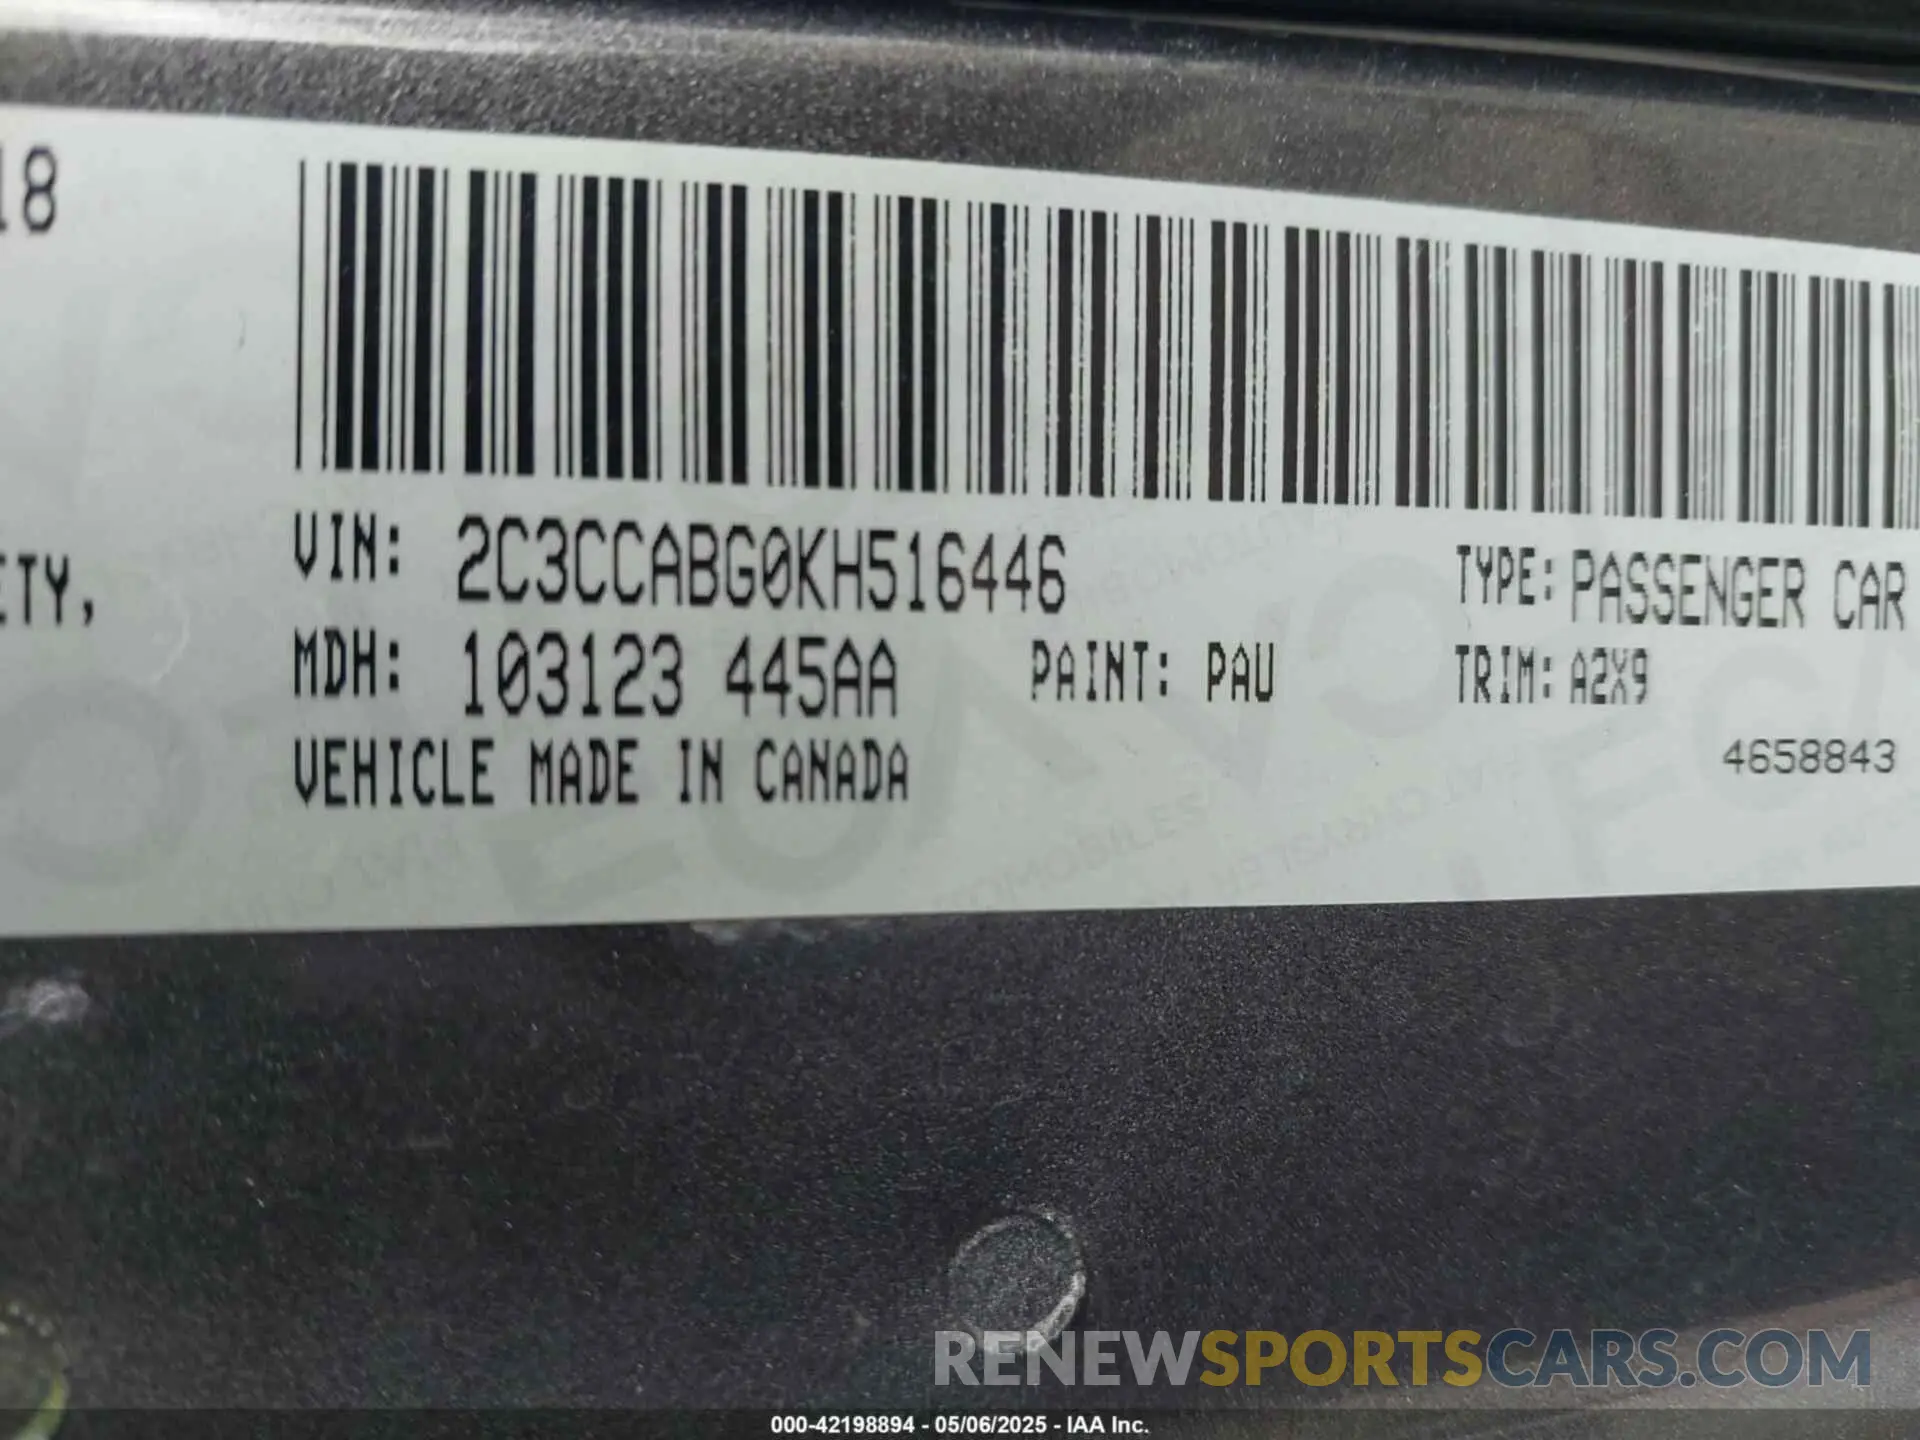 18
ETY,
VIN: 2C3CCABG0KH516446 TYPE: PASSENGER CAR
MDH: 103123 445AA PAINT: PAU TRIM: A2X9
VEHICLE MADE IN CANADA 4658843
RENEWSPORTSCARS.COM
000-42198894 - 05/06/2025 - IAA Inc.